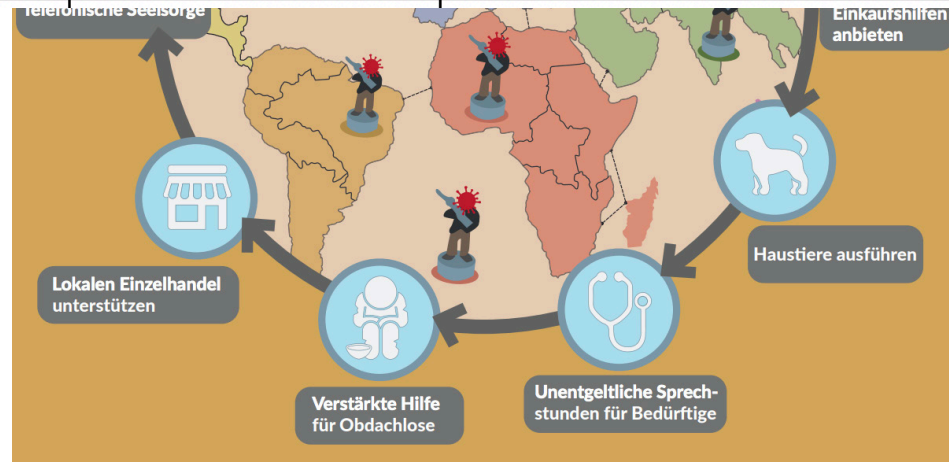 Telefonische Seelsorge
Einkaufshilfen
anbieten
Haustiere ausführen
Lokalen Einzelhandel
unterstützen
Unentgeltliche Sprech-
stunden für Bedürftige
Verstärkte Hilfe
für Obdachlose